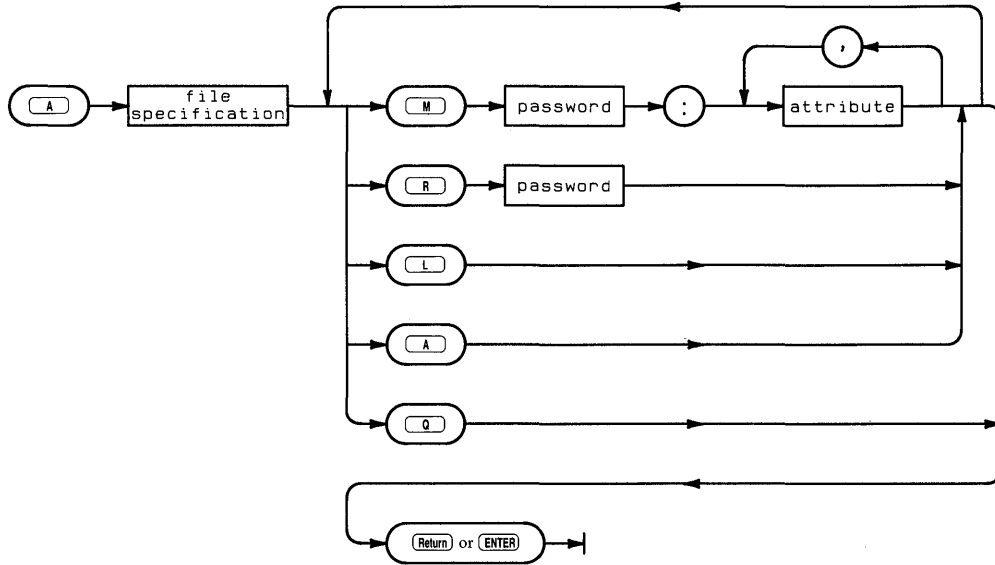 ,
A file specification M password : attribute
R password
L
A
Q
Return or ENTER